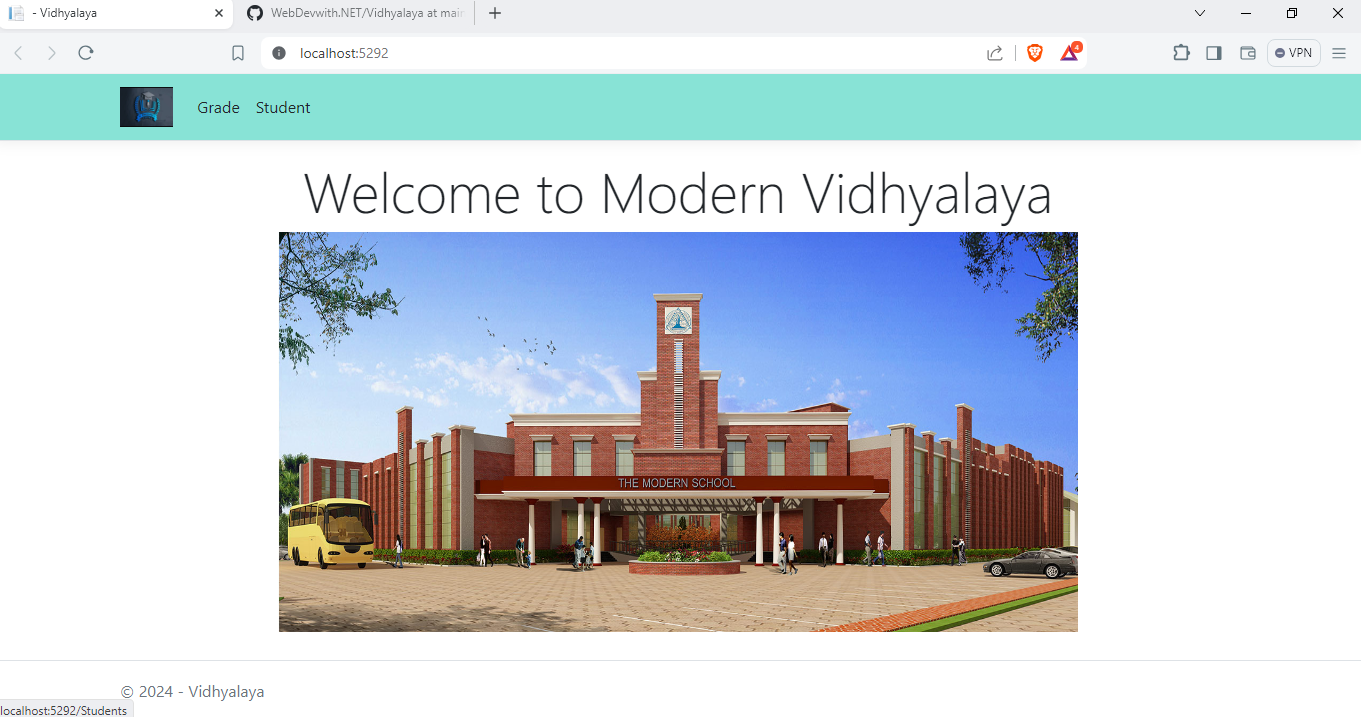 - Vidhyalaya
WebDevwith.NET/Vidhyalaya at mai
localhost:5292
4
VPN
Grade
Student
Welcome to Modern Vidhyalaya
THE MODERN SCHOOL
© 2024 - Vidhyalaya
localhost:5292/Students